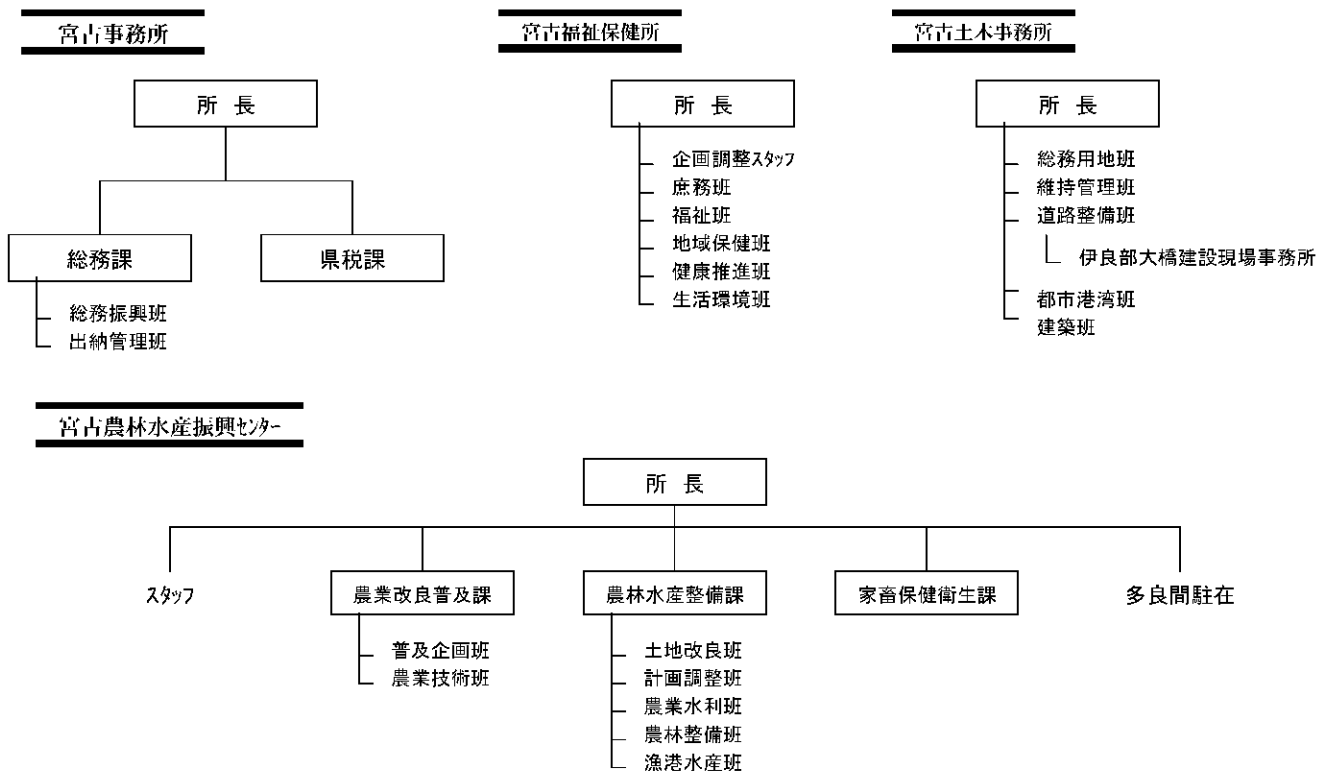 宮古事務所
所長
総務課
県税課
総務振興班
出納管理班
宮古福祉保健所
所長
企画調整スタッフ
庶務班
福祉班
地域保健班
健康推進班
生活環境班
宮古土木事務所
所長
総務用地班
維持管理班
道路整備班
伊良部大橋建設現場事務所
都市港湾班
建築班
宮古農林水産振興センター
所長
スタッフ
農業改良普及課
普及企画班
農業技術班
農林水産整備課
土地改良班
計画調整班
農業水利班
農林整備班
漁港水産班
家畜保健衛生課
多良間駐在